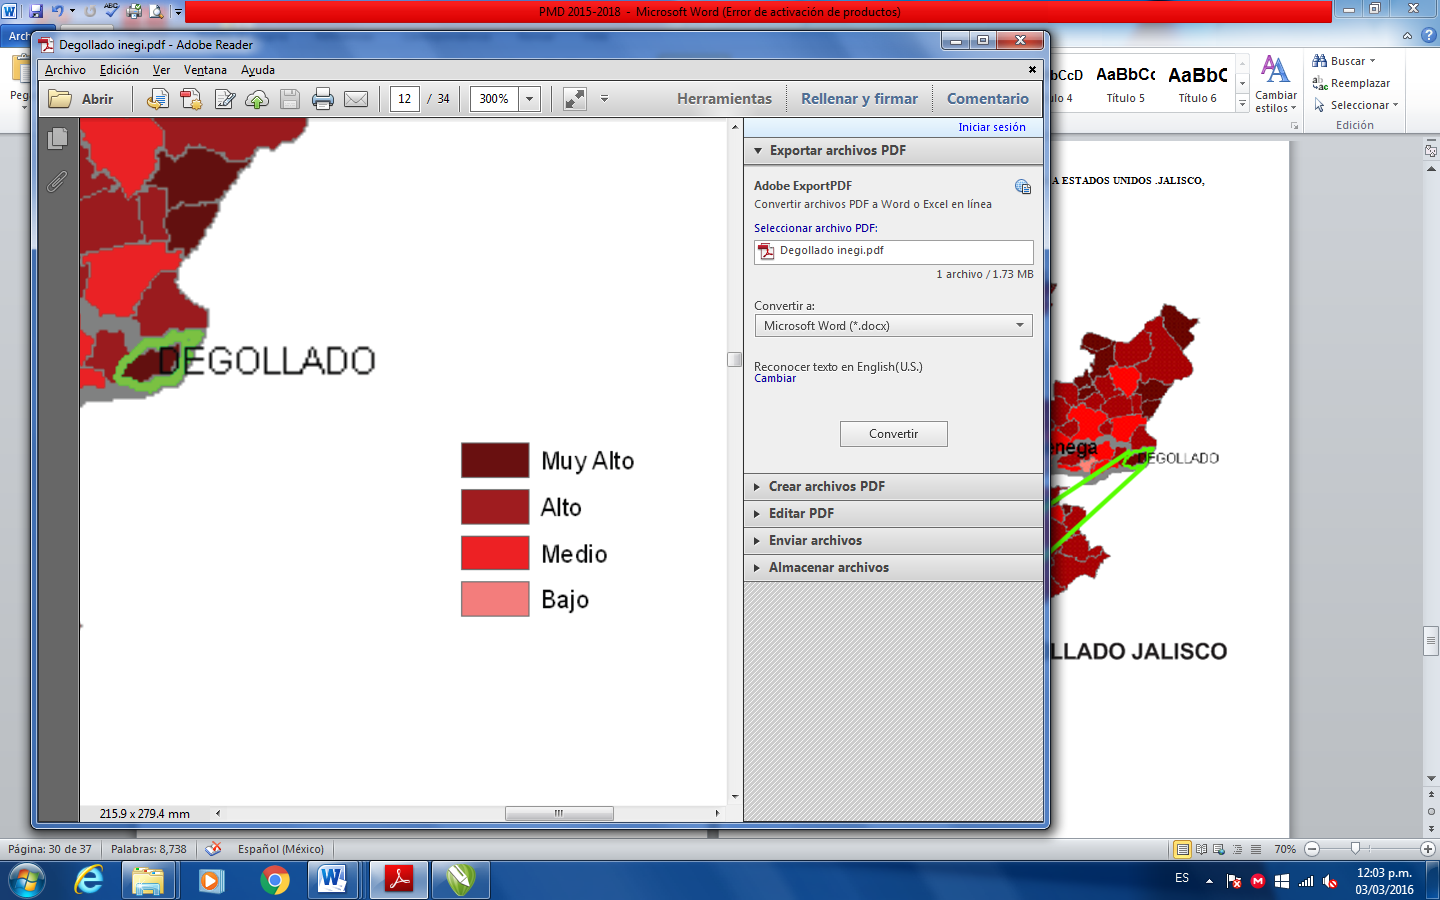 PMD 2015-2018 - Microsoft Word (Error de activación de productos)
Degollado inegi.pdf - Adobe Reader
Archivo Edición Ver Ventana Ayuda
Abrir 12 / 34 300% Herramientas Rellenar y firmar Comentario
Iniciar sesión
Exportar archivos PDF
Adobe ExportPDF
Convertir archivos PDF a Word o Excel en línea
Seleccionar archivo PDF:
Degollado inegi.pdf
1 archivo / 1.73 MB
Convertir a:
Microsoft Word (*.docx)
Reconocer texto en English(U.S.)
Cambiar
Convertir
Crear archivos PDF
Editar PDF
Enviar archivos
Almacenar archivos
DEGOLLADO
Muy Alto
Alto
Medio
Bajo
215.9 x 279.4 mm
Arch
Peg
AaBbCc AaBbC
Título 5 Título 6
Cambiar
estilos
Buscar
Reemplazar
Seleccionar
Edición
A ESTADOS UNIDOS .JALISCO,
enega
DEGOLLADO
LLADO JALISCO
Página: 30 de 37 Palabras: 8,738 Español (México) 70%
ES 12:03 p.m.
03/03/2016